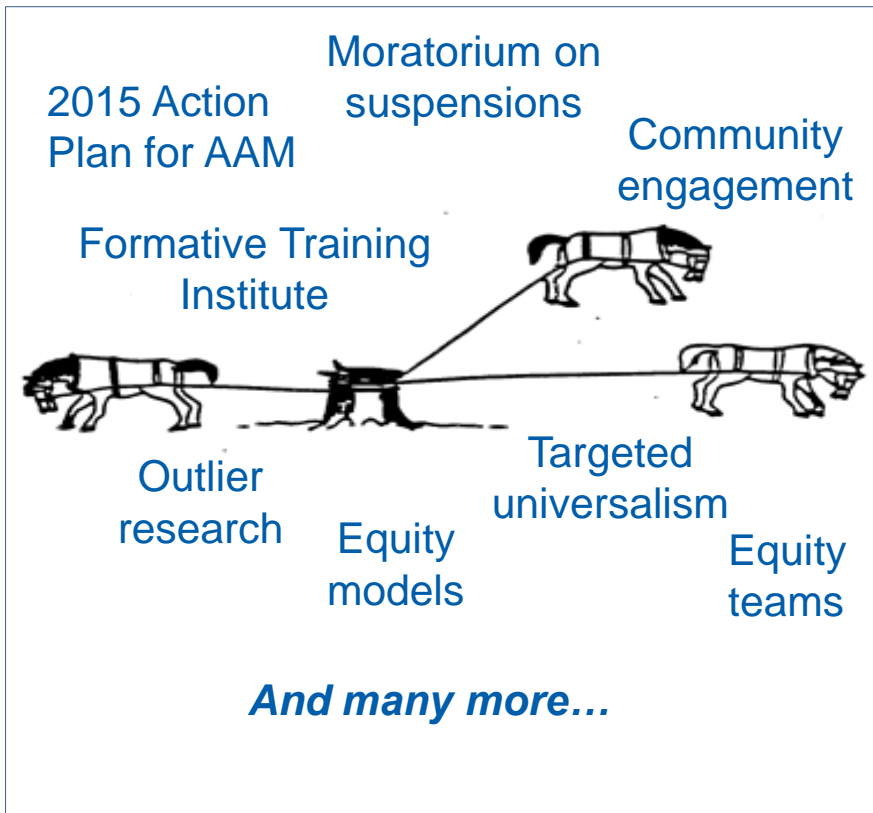 Moratorium on
suspensions
2015 Action
Plan for AAM
Community
engagement
Formative Training
Institute
Outlier
research
Targeted
universalism
Equity
models
Equity
teams
And many more…